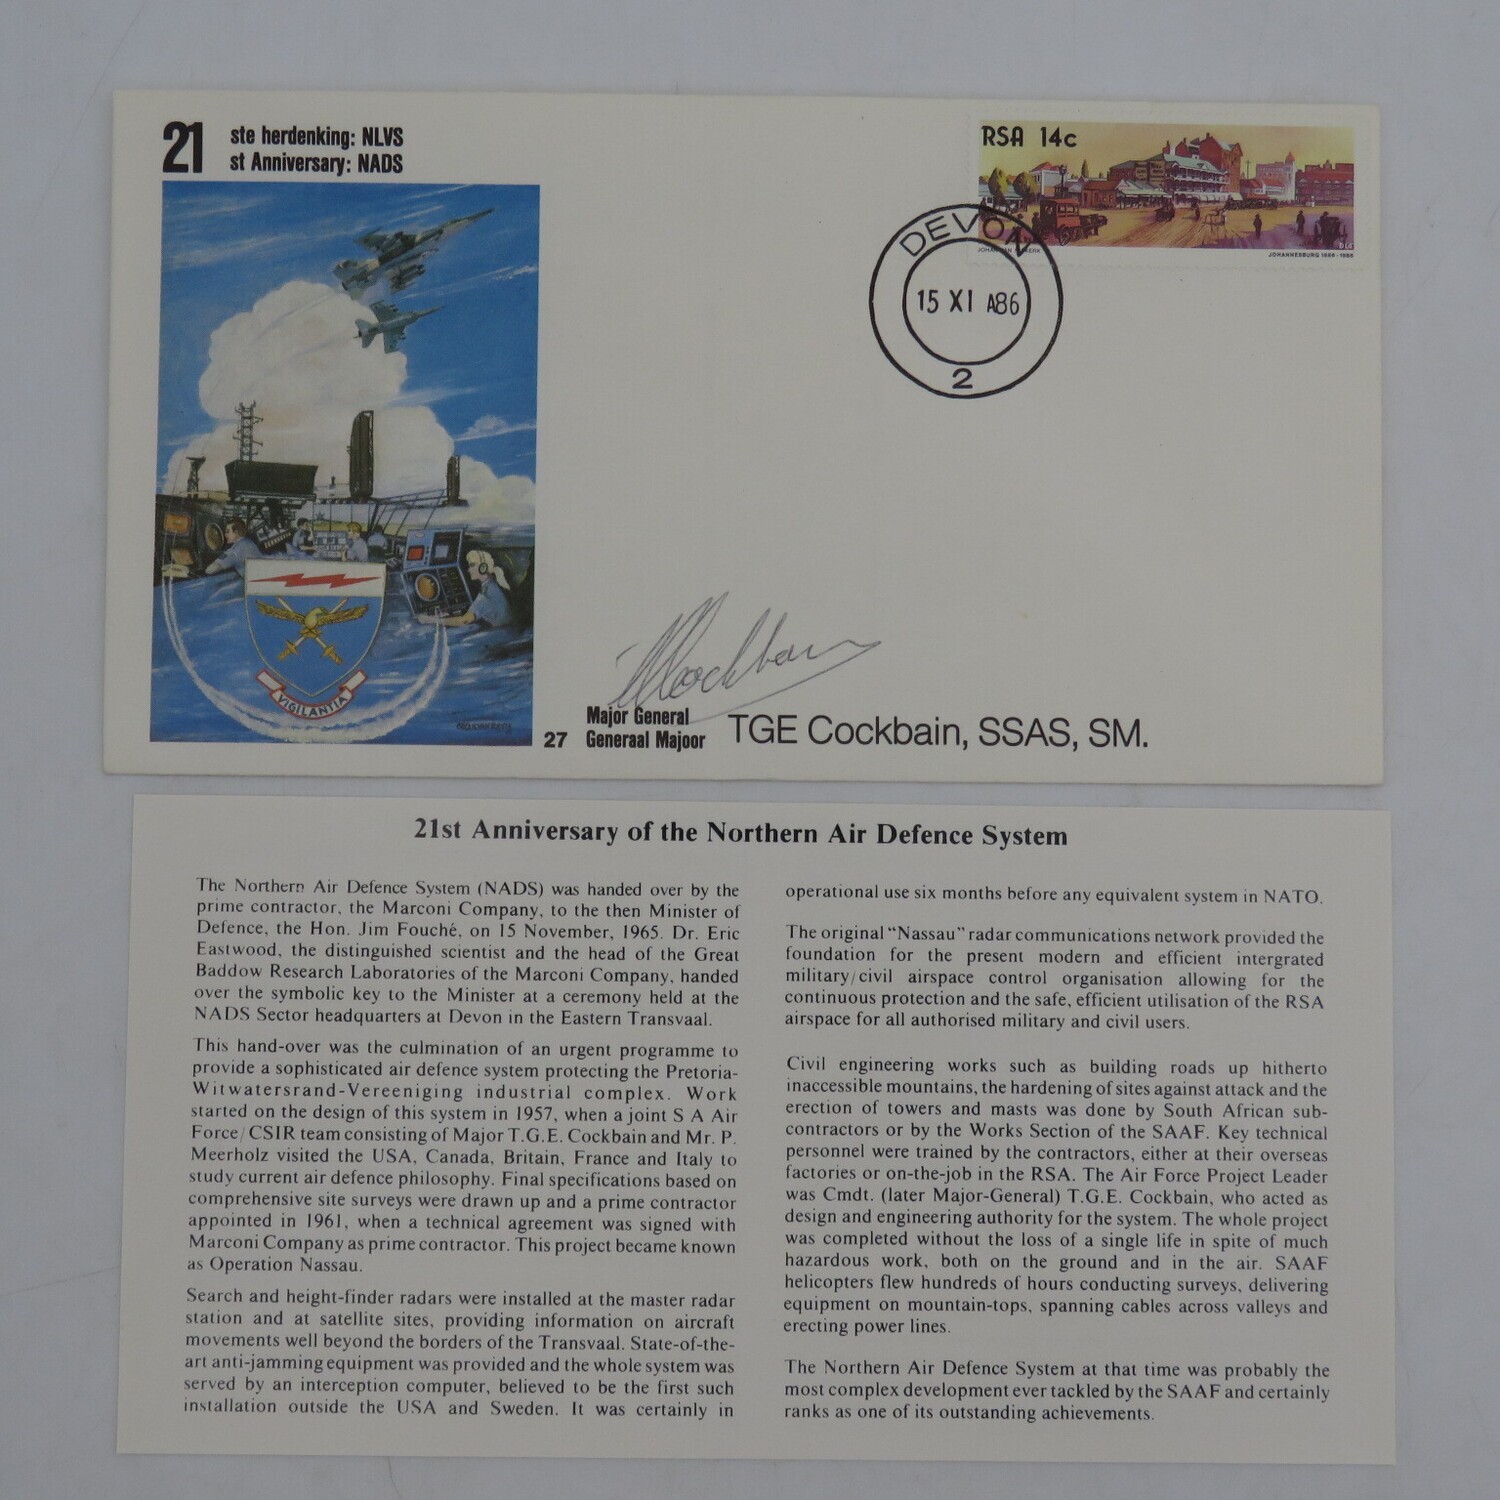 21 ste herdenking: NLVS
st Anniversary: NADS
RSA 14c
JOHANNESBURG 1886 · 1986
DEVON
15 XI A86
2
VIGILANTIA
Cockbain
Major General
27 Generaal Majoor TGE Cockbain, SSAS, SM.
21st Anniversary of the Northern Air Defence System
The Northern Air Defence System (NADS) was handed over by the
prime contractor, the Marconi Company, to the then Minister of
Defence, the Hon. Jim Fouché, on 15 November, 1965. Dr. Eric
Eastwood, the distinguished scientist and the head of the Great
Baddow Research Laboratories of the Marconi Company, handed
over the symbolic key to the Minister at a ceremony held at the
NADS Sector headquarters at Devon in the Eastern Transvaal.
This hand-over was the culmination of an urgent programme to
provide a sophisticated air defence system protecting the Pretoria-
Witwatersrand-Vereeniging industrial complex. Work
started on the design of this system in 1957, when a joint S A Air
Force/CSIR team consisting of Major T.G.E. Cockbain and Mr. P.
Meerholz visited the USA, Canada, Britain, France and Italy to
study current air defence philosophy. Final specifications based on
comprehensive site surveys were drawn up and a prime contractor
appointed in 1961, when a technical agreement was signed with
Marconi Company as prime contractor. This project became known
as Operation Nassau.
Search and height-finder radars were installed at the master radar
station and at satellite sites, providing information on aircraft
movements well beyond the borders of the Transvaal. State-of-the-
art anti-jamming equipment was provided and the whole system was
served by an interception computer, believed to be the first such
installation outside the USA and Sweden. It was certainly in
operational use six months before any equivalent system in NATO.
The original "Nassau" radar communications network provided the
foundation for the present modern and efficient intergrated
military/civil airspace control organisation allowing for the
continuous protection and the safe, efficient utilisation of the RSA
airspace for all authorised military and civil users.
Civil engineering works such as building roads up hitherto
inaccessible mountains, the hardening of sites against attack and the
erection of towers and masts was done by South African sub-
contractors or by the Works Section of the SAAF. Key technical
personnel were trained by the contractors, either at their overseas
factories or on-the-job in the RSA. The Air Force Project Leader
was Cmdt. (later Major-General) T.G.E. Cockbain, who acted as
design and engineering authority for the system. The whole project
was completed without the loss of a single life in spite of much
hazardous work, both on the ground and in the air. SAAF
helicopters flew hundreds of hours conducting surveys, delivering
equipment on mountain-tops, spanning cables across valleys and
erecting power lines.
The Northern Air Defence System at that time was probably the
most complex development ever tackled by the SAAF and certainly
ranks as one of its outstanding achievements.